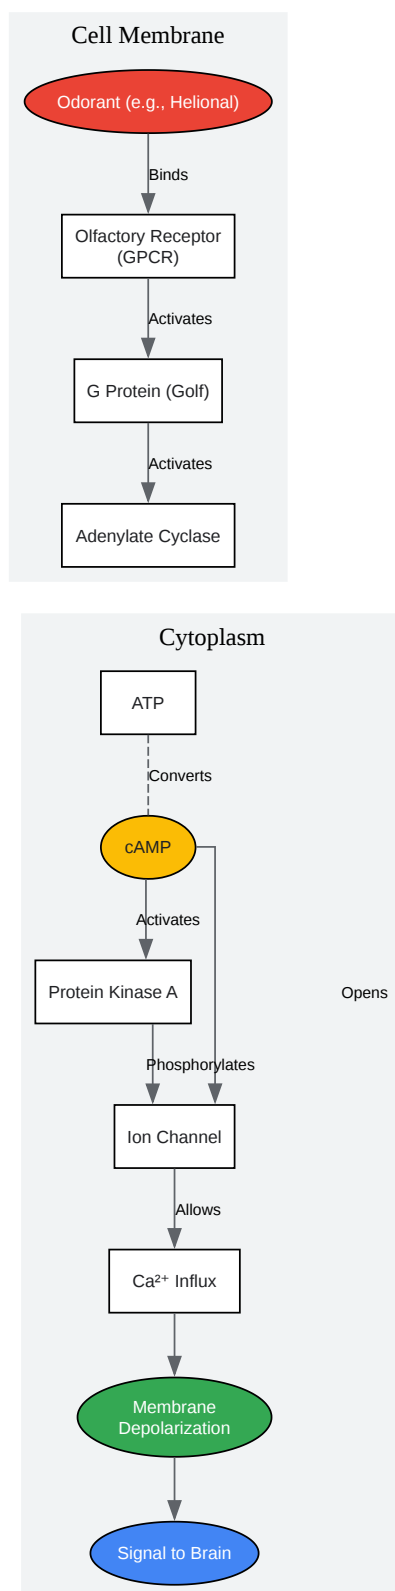 Cell Membrane
Odorant (e.g., Helional)
Binds
Olfactory Receptor
(GPCR)
Activates
G Protein (Golf)
Activates
Adenylate Cyclase
Cytoplasm
ATP
Converts
cAMP
Activates
Protein Kinase A
Opens
Phosphorylates
Ion Channel
Allows
Ca²⁺ Influx
Membrane
Depolarization
Signal to Brain